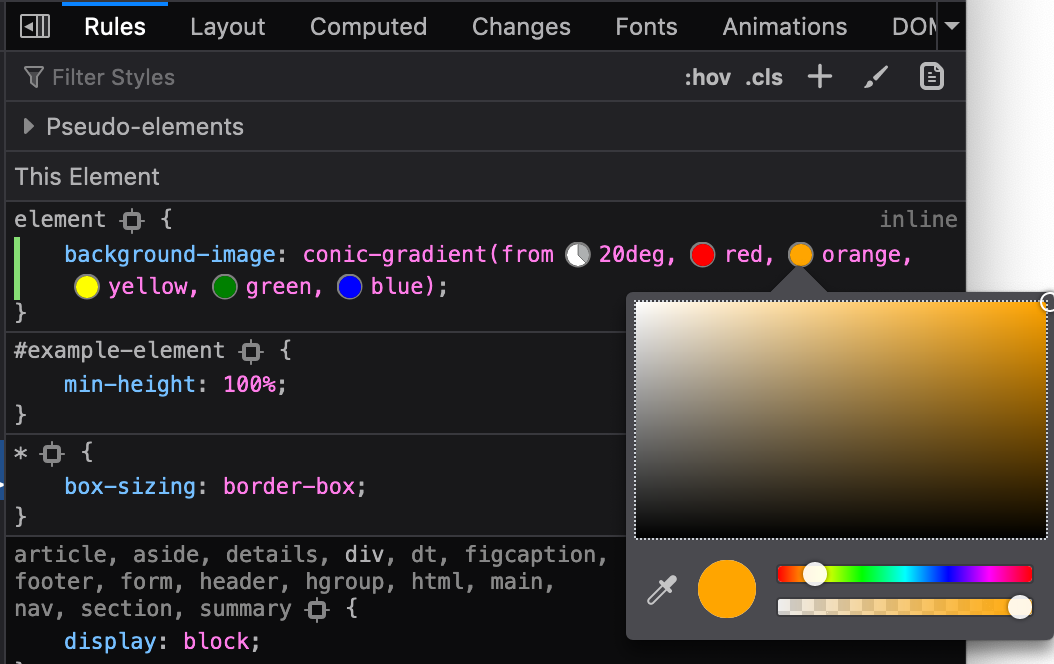 Rules Layout Computed Changes Fonts Animations DOM
Filter Styles :hov .cls
Pseudo-elements
This Element
element { inline
background-image: conic-gradient(from 20deg, red, orange,
yellow, green, blue);
}
#example-element {
min-height: 100%;
}
* {
box-sizing: border-box;
}
article, aside, details, div, dt, figcaption,
footer, form, header, hgroup, html, main,
nav, section, summary {
display: block;